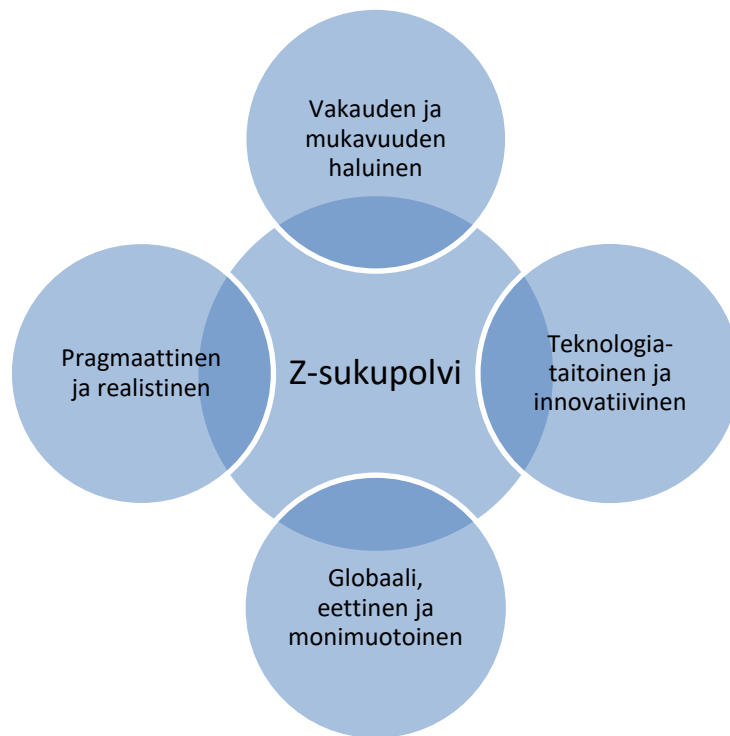 Vakauden ja
mukavuuden
haluinen
Pragmaattinen
ja realistinen
Z-sukupolvi
Teknologia-
taitoinen ja
innovatiivinen
Globaali,
eettinen ja
monimuotoinen